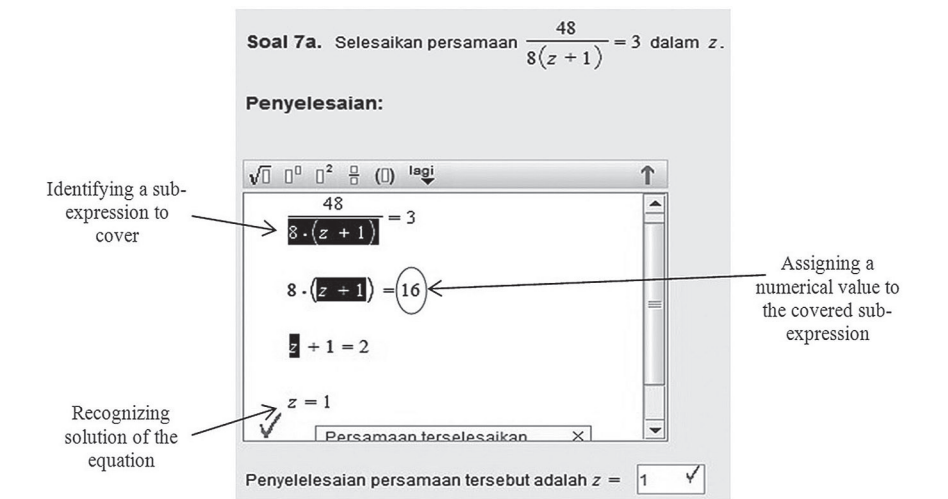 Soal 7a. Selesaikan persamaan 48/8(z + 1) = 3 dalam z.
Penyelesaian:
√▯ ▯▯ ▯2 ▯/▯ (▯) lagi
Identifying a sub-
expression to
cover
48/8 · (z + 1) = 3
8 · (z + 1) = 16
Assigning a
numerical value to
the covered sub-
expression
z + 1 = 2
z = 1
Recognizing
solution of the
equation
Persamaan terselesaikan
Penyelelesaian persamaan tersebut adalah z = 1